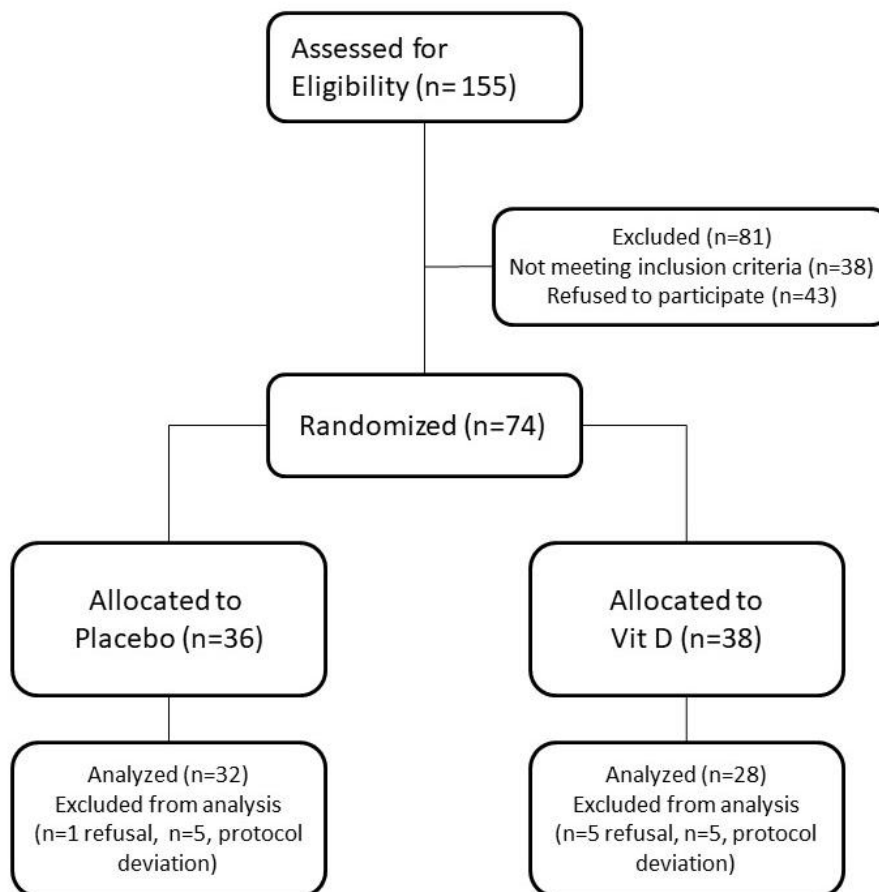 Assessed for
Eligibility (n= 155)
Excluded (n=81)
Not meeting inclusion criteria (n=38)
Refused to participate (n=43)
Randomized (n=74)
Allocated to
Placebo (n=36)
Allocated to
Vit D (n=38)
Analyzed (n=32)
Excluded from analysis
(n=1 refusal, n=5, protocol
deviation)
Analyzed (n=28)
Excluded from analysis
(n=5 refusal, n=5, protocol
deviation)